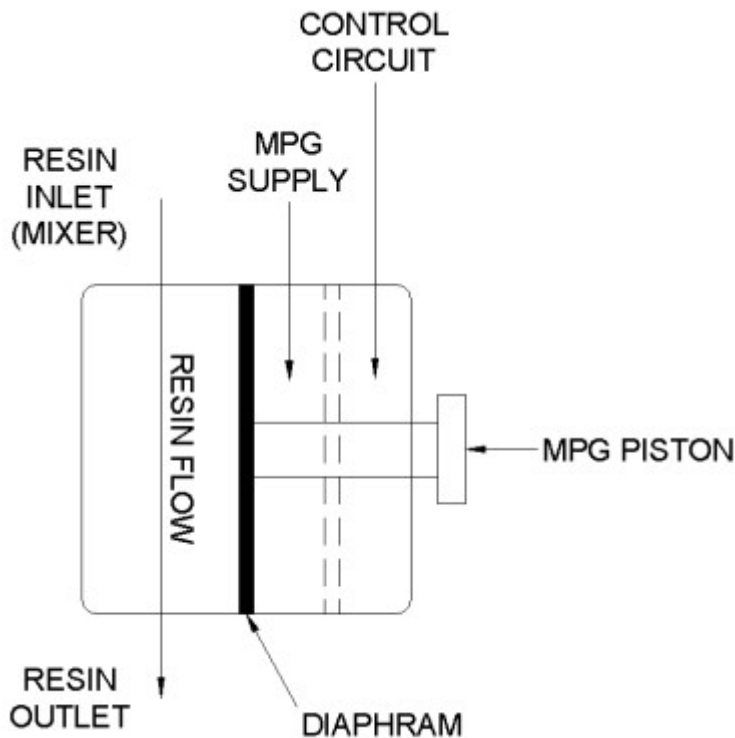 CONTROL
CIRCUIT
MPG
SUPPLY
RESIN
INLET
(MIXER)
RESIN FLOW
MPG PISTON
RESIN
OUTLET
DIAPHRAM